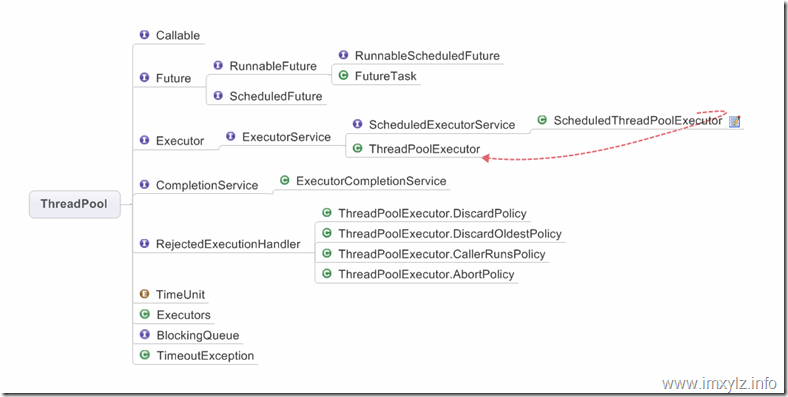 ThreadPool
I Callable
I Future
I RunnableFuture
I RunnableScheduledFuture
C FutureTask
I ScheduledFuture
I Executor
I ExecutorService
I ScheduledExecutorService
C ScheduledThreadPoolExecutor
C ThreadPoolExecutor
I CompletionService
C ExecutorCompletionService
I RejectedExecutionHandler
C ThreadPoolExecutor.DiscardPolicy
C ThreadPoolExecutor.DiscardOldestPolicy
C ThreadPoolExecutor.CallerRunsPolicy
C ThreadPoolExecutor.AbortPolicy
E TimeUnit
C Executors
I BlockingQueue
C TimeoutException
www.imxylz.info